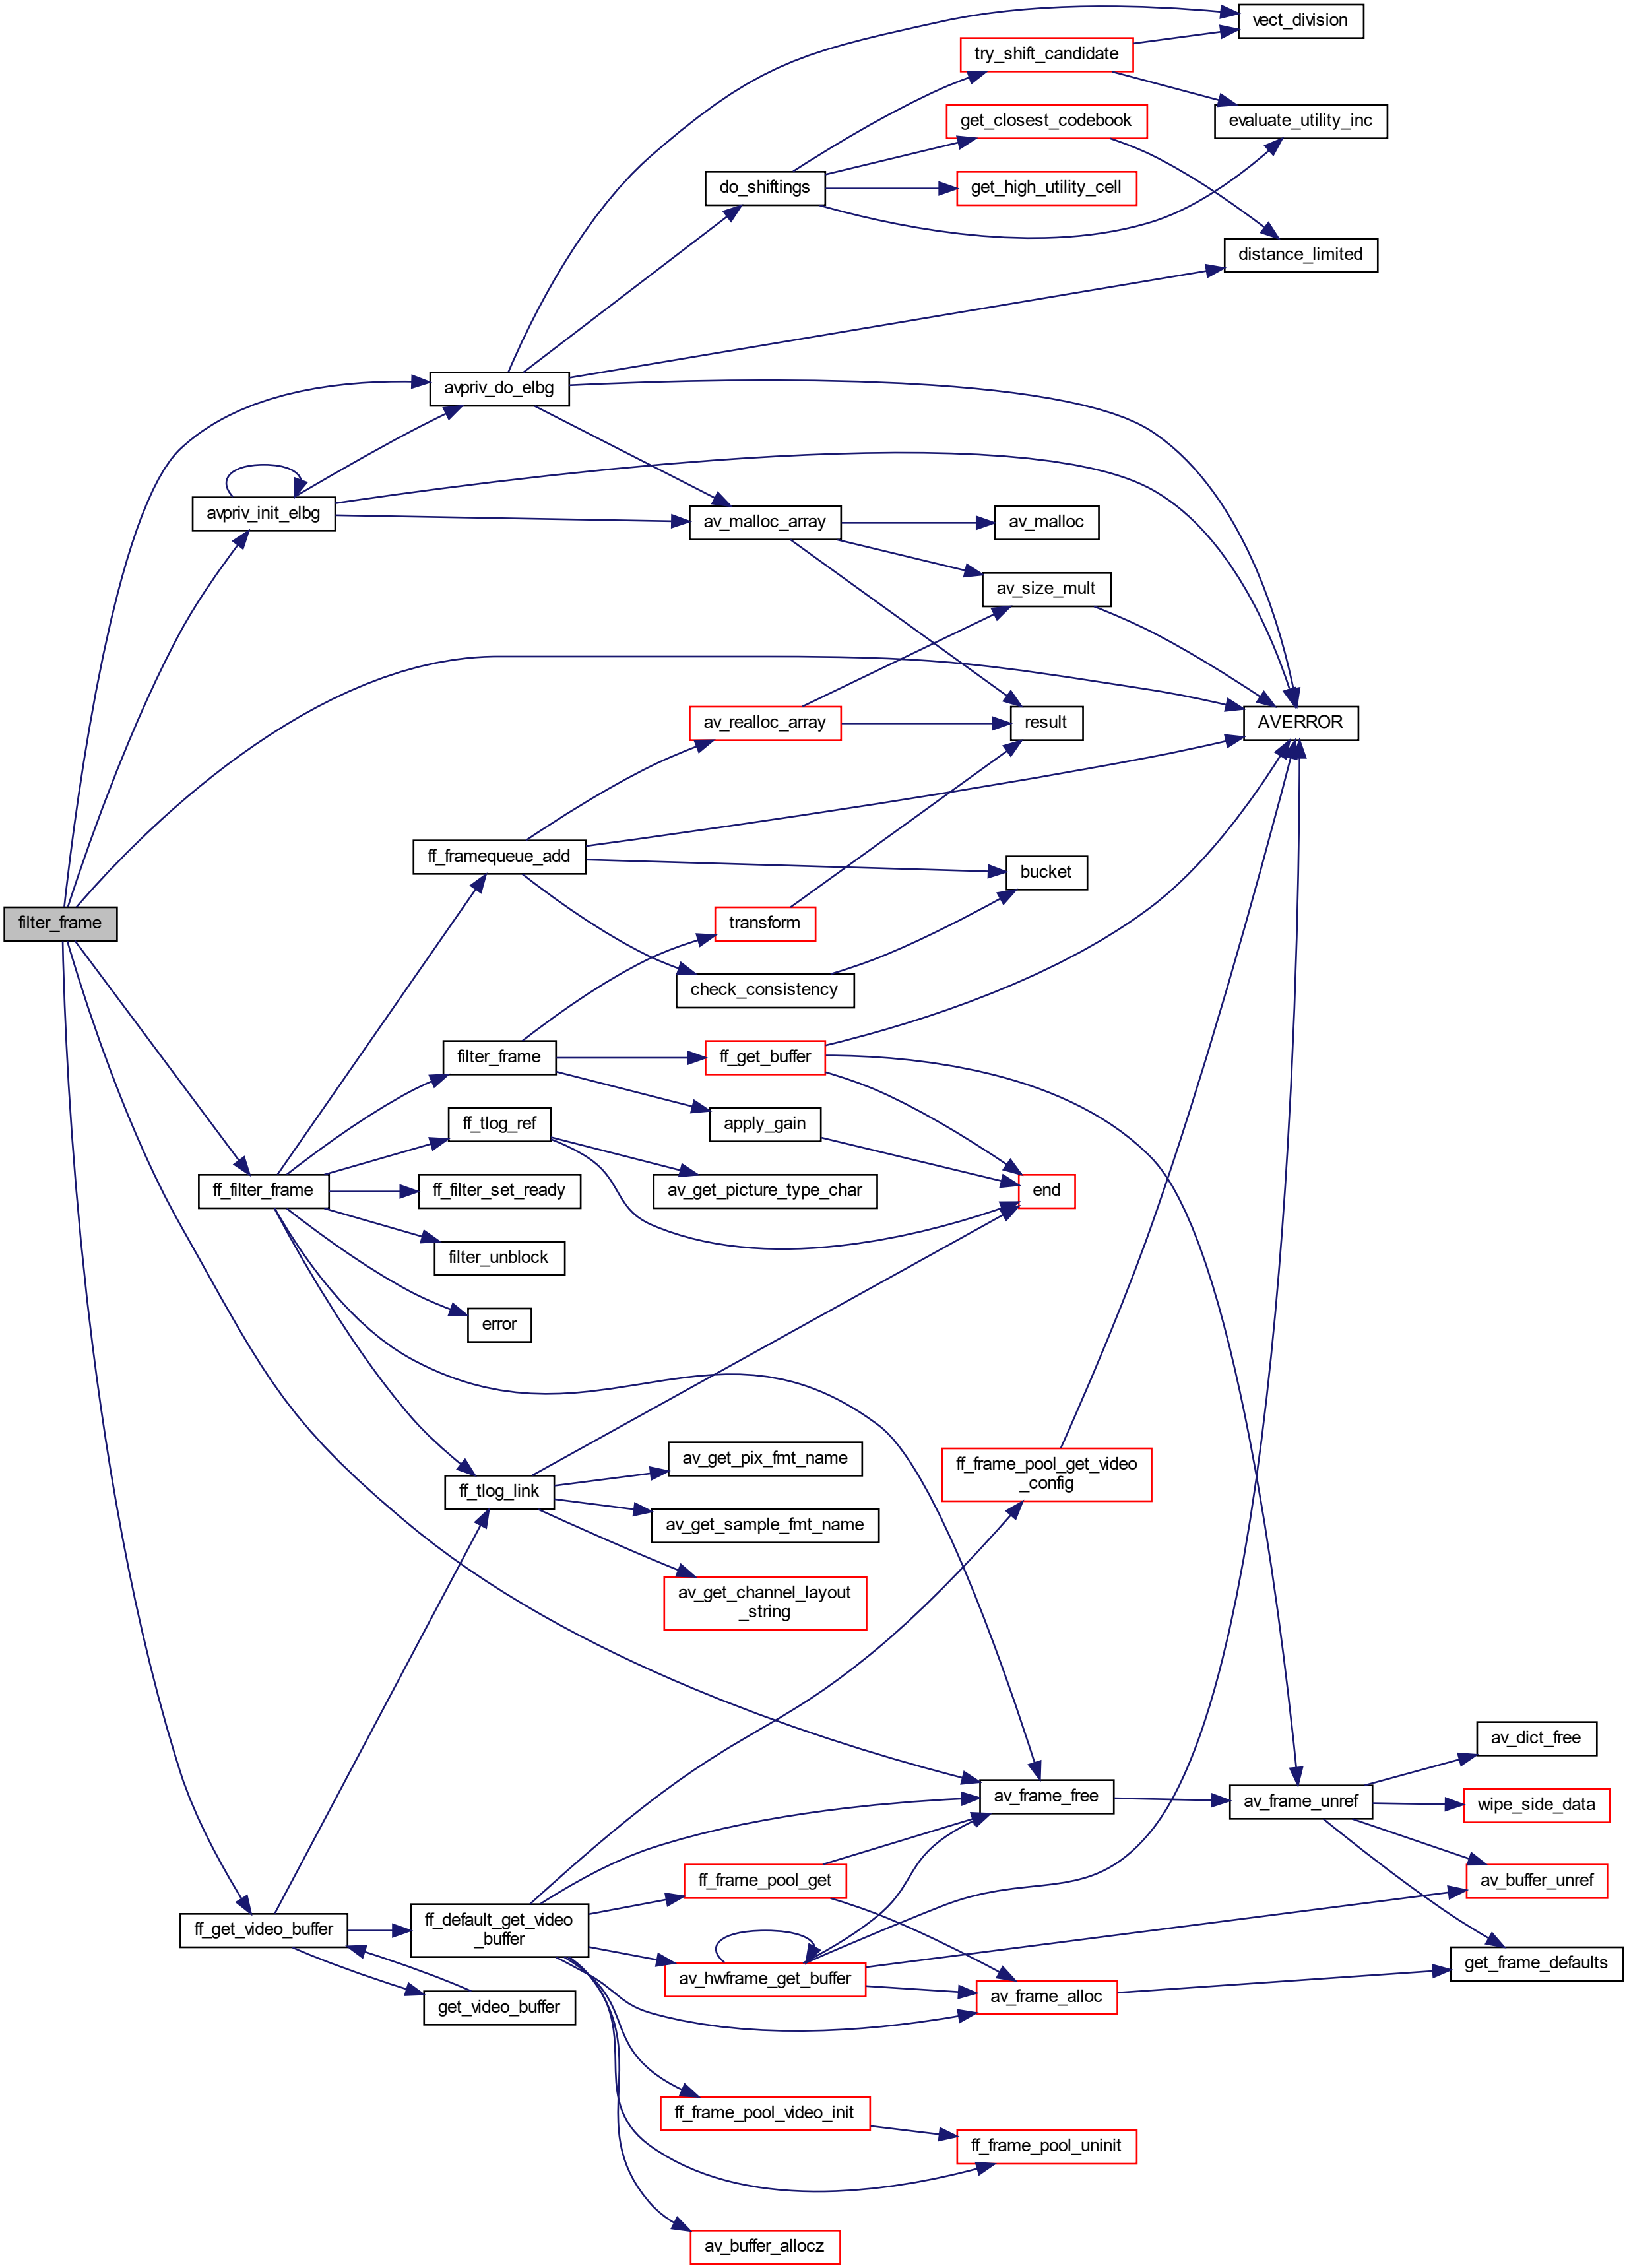 vect_division
try_shift_candidate
get_closest_codebook
evaluate_utility_inc
do_shiftings
get_high_utility_cell
distance_limited
avpriv_do_elbg
avpriv_init_elbg
av_malloc_array
av_malloc
av_size_mult
av_realloc_array
result
AVERROR
ff_framequeue_add
bucket
filter_frame
transform
check_consistency
filter_frame
ff_get_buffer
ff_tlog_ref
apply_gain
ff_filter_frame
ff_filter_set_ready
av_get_picture_type_char
end
filter_unblock
error
av_get_pix_fmt_name
ff_tlog_link
ff_frame_pool_get_video
_config
av_get_sample_fmt_name
av_get_channel_layout
_string
av_dict_free
av_frame_free
av_frame_unref
wipe_side_data
ff_frame_pool_get
av_buffer_unref
ff_get_video_buffer
ff_default_get_video
_buffer
get_frame_defaults
av_hwframe_get_buffer
av_frame_alloc
get_video_buffer
ff_frame_pool_video_init
ff_frame_pool_uninit
av_buffer_allocz